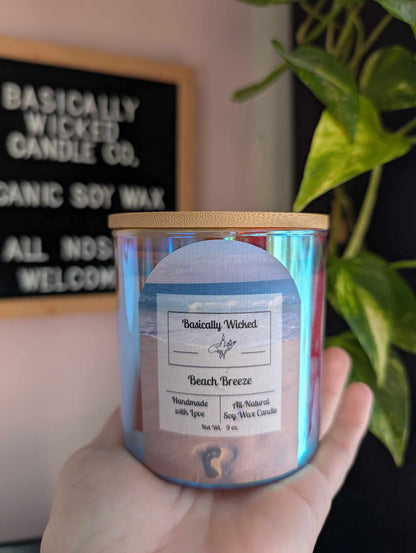 BASICALLY
WICKED
CANDLE CO.
GANIC SOY WAX
ALL NOS
WELCOM
Basically Wicked
Beach Breeze
Handmade
with Love
All-Natural
Soy Wax Candle
Net Wt. 9 oz.